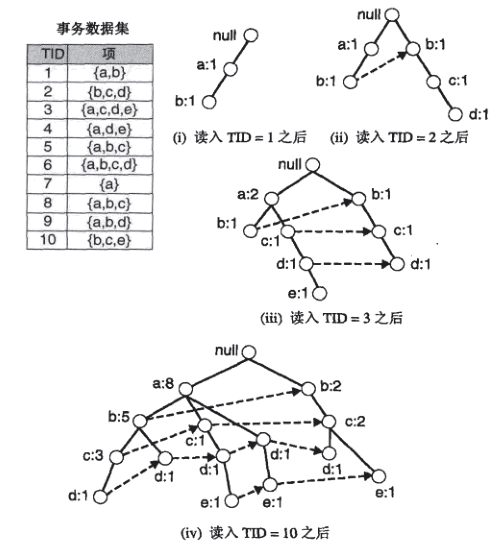 事务数据集
TID 项
1 {a,b}
2 {b,c,d}
3 {a,c,d,e}
4 {a,d,e}
5 {a,b,c}
6 {a,b,c,d}
7 {a}
8 {a,b,c}
9 {a,b,d}
10 {b,c,e}
null
a:1
b:1
(i) 读入 TID = 1 之后
null
a:1 b:1
b:1 c:1
d:1
(ii) 读入 TID = 2 之后
null
a:2 b:1
b:1 c:1 c:1
d:1 d:1
e:1
(iii) 读入 TID = 3 之后
null
a:8 b:2
b:5 c:2
c:3 c:1 d:1
d:1 d:1 d:1
d:1 e:1 e:1 e:1
(iv) 读入 TID = 10 之后